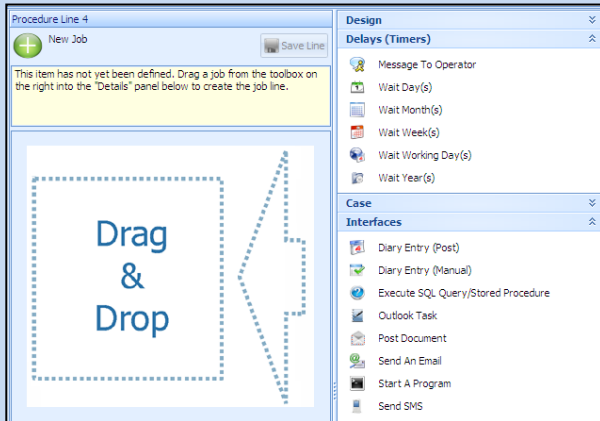 Procedure Line 4
New Job
Save Line
This item has not yet been defined. Drag a job from the toolbox on
the right into the "Details" panel below to create the job line.
Drag
&
Drop
Design
Delays (Timers)
Message To Operator
Wait Day(s)
Wait Month(s)
Wait Week(s)
Wait Working Day(s)
Wait Year(s)
Case
Interfaces
Diary Entry (Post)
Diary Entry (Manual)
Execute SQL Query/Stored Procedure
Outlook Task
Post Document
Send An Email
Start A Program
Send SMS